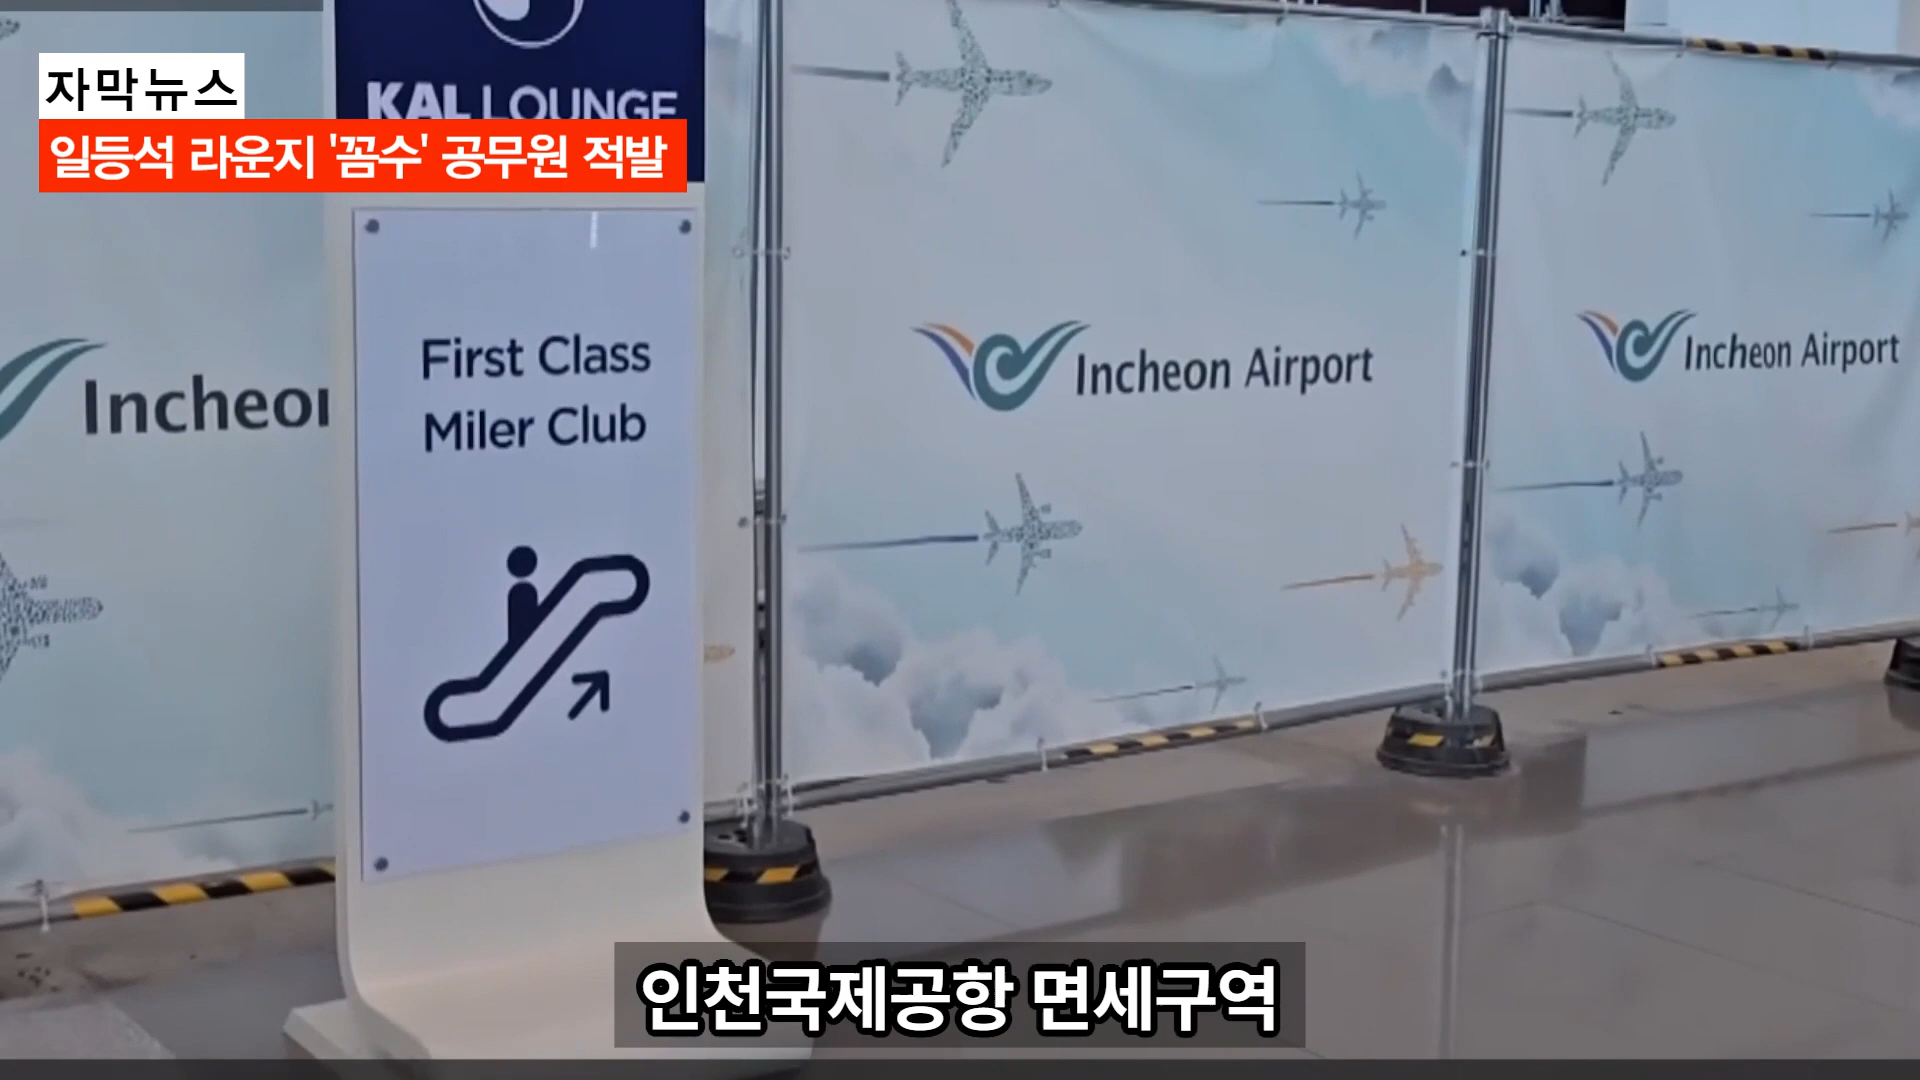 자막뉴스
일등석 라운지 '꼼수' 공무원 적발
KAL LOUNGE
First Class
Miler Club
Incheon
Incheon Airport
Incheon Airport
인천국제공항 면세구역